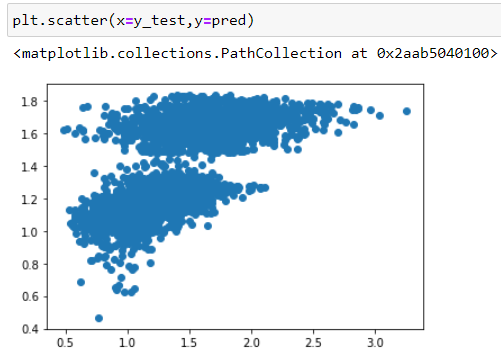 plt.scatter(x=y_test,y=pred)
<matplotlib.collections.PathCollection at 0x2aab5040100>
1.8
1.6
1.4
1.2
1.0
0.8
0.6
0.4
0.5 1.0 1.5 2.0 2.5 3.0